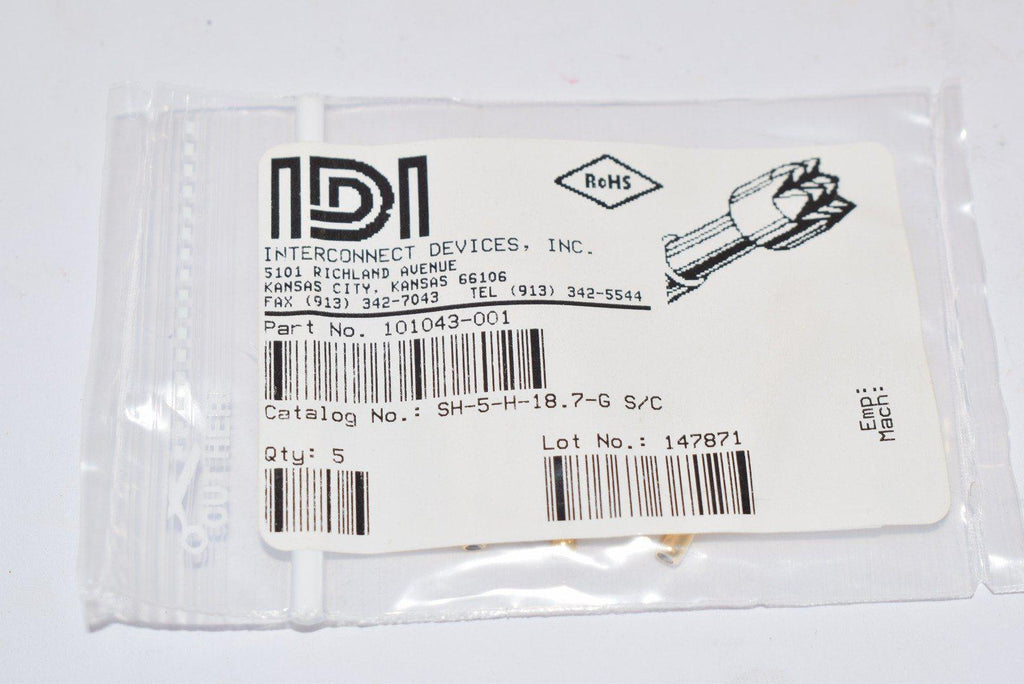 IDI
RoHS
INTERCONNECT DEVICES, INC.
5101 RICHLAND AVENUE
KANSAS CITY, KANSAS 66106
FAX (913) 342-7043 TEL (913) 342-5544
Part No. 101043-001
Catalog No.: SH-5-H-18.7-G S/C
Qty: 5
Lot No.: 147871
Emp:
Mach: